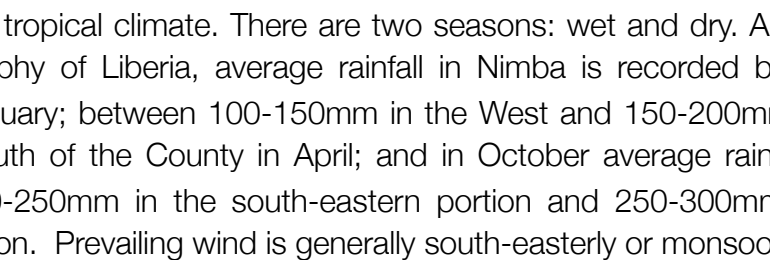 tropical climate. There are two seasons: wet and dry. A
phy of Liberia, average rainfall in Nimba is recorded b
uary; between 100-150mm in the West and 150-200m
uth of the County in April; and in October average rain
-250mm in the south-eastern portion and 250-300mm
on. Prevailing wind is generally south-easterly or monsoo